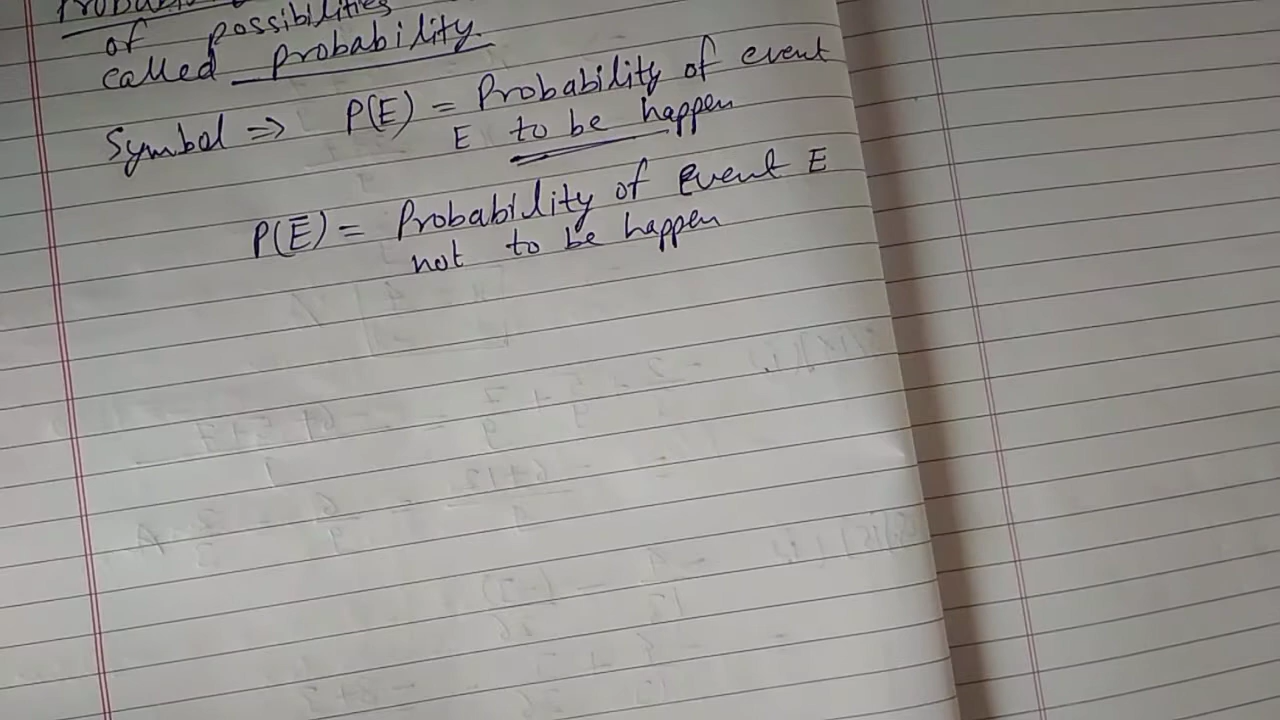 of possibilities
called probability
Symbol => P(E) = Probability of event
E to be happen
P(Ē) = Probability of event E
not to be happen